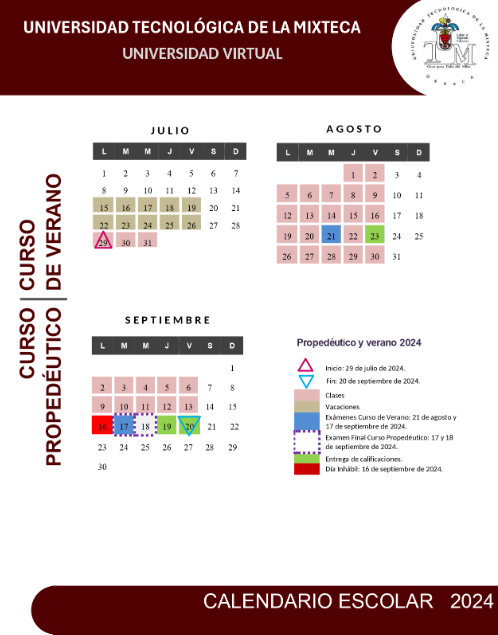 UNIVERSIDAD TECNOLÓGICA DE LA MIXTECA
UNIVERSIDAD VIRTUAL
UNIVERSIDAD TECNOLOGICA DE LA MIXTECA
OAXACA
CURSO PROPEDÉUTICO
CURSO DE VERANO
JULIO
L M M J V S D
1 2 3 4 5 6 7
8 9 10 11 12 13 14
15 16 17 18 19 20 21
22 23 24 25 26 27 28
29 30 31
AGOSTO
L M M J V S D
1 2 3 4
5 6 7 8 9 10 11
12 13 14 15 16 17 18
19 20 21 22 23 24 25
26 27 28 29 30 31
SEPTIEMBRE
L M M J V S D
1
2 3 4 5 6 7 8
9 10 11 12 13 14 15
16 17 18 19 20 21 22
23 24 25 26 27 28 29
30
Propedéutico y verano 2024
Inicio: 29 de julio de 2024.
Fin: 20 de septiembre de 2024.
Clases
Vacaciones
Exámenes Curso de Verano: 21 de agosto y
17 de septiembre de 2024.
Examen Final Curso Propedéutico: 17 y 18
de septiembre de 2024.
Entrega de calificaciones.
Día Inhábil: 16 de septiembre de 2024.
CALENDARIO ESCOLAR 2024